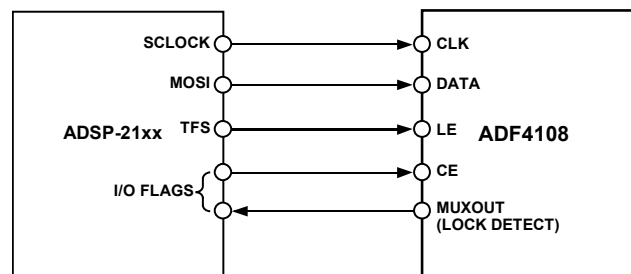 SCLOCK
MOSI
TFS
I/O FLAGS
ADSP-21xx
CLK
DATA
LE
CE
MUXOUT
(LOCK DETECT)
ADF4108